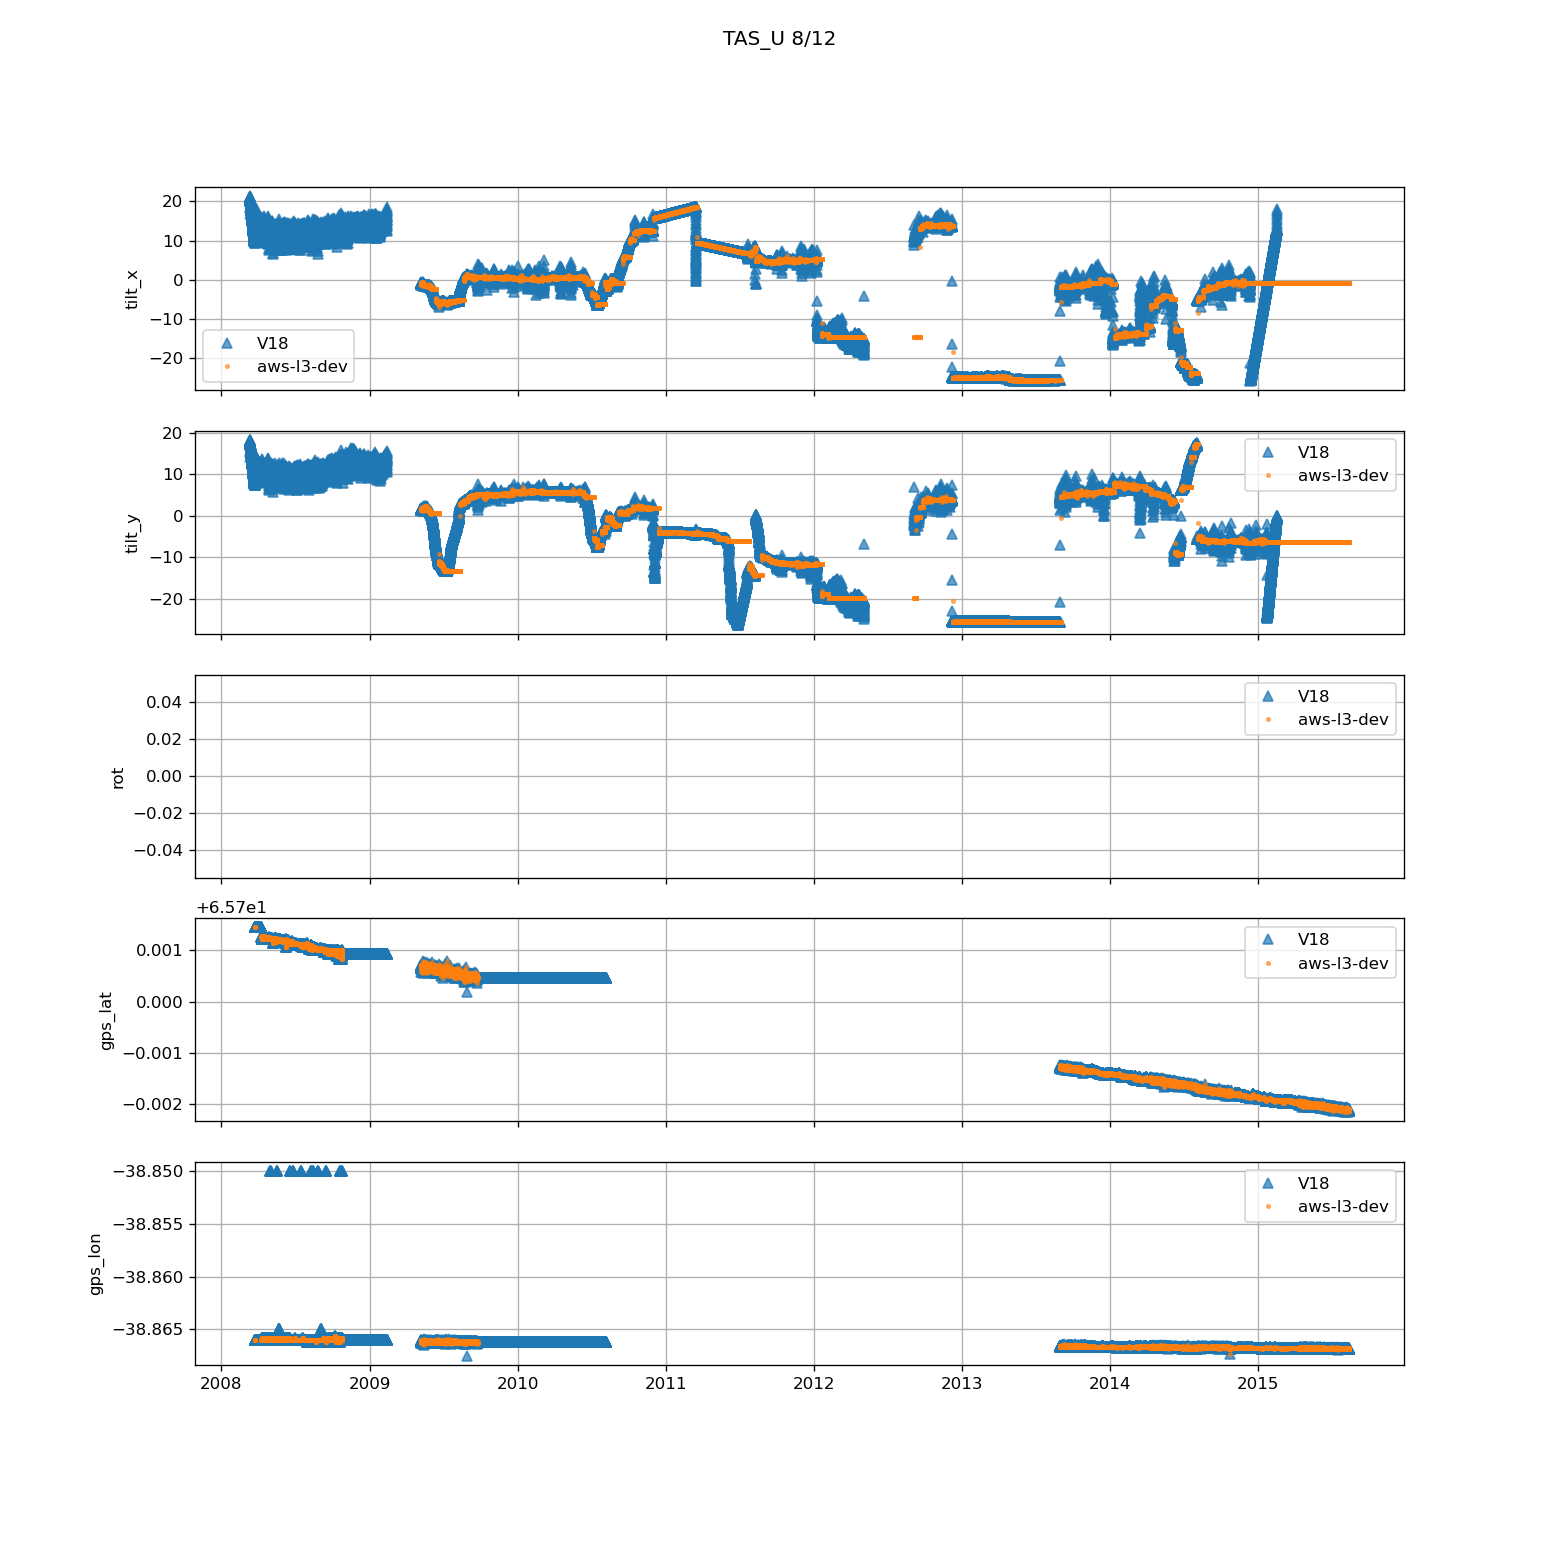 TAS_U 8/12
20
10
0
−10
−20
tilt_x
V18
aws-l3-dev
20
10
0
−10
−20
tilt_y
V18
aws-l3-dev
0.04
0.02
0.00
−0.02
−0.04
rot
V18
aws-l3-dev
+6.57e1
0.001
0.000
−0.001
−0.002
gps_lat
V18
aws-l3-dev
−38.850
−38.855
−38.860
−38.865
gps_lon
V18
aws-l3-dev
2008 2009 2010 2011 2012 2013 2014 2015